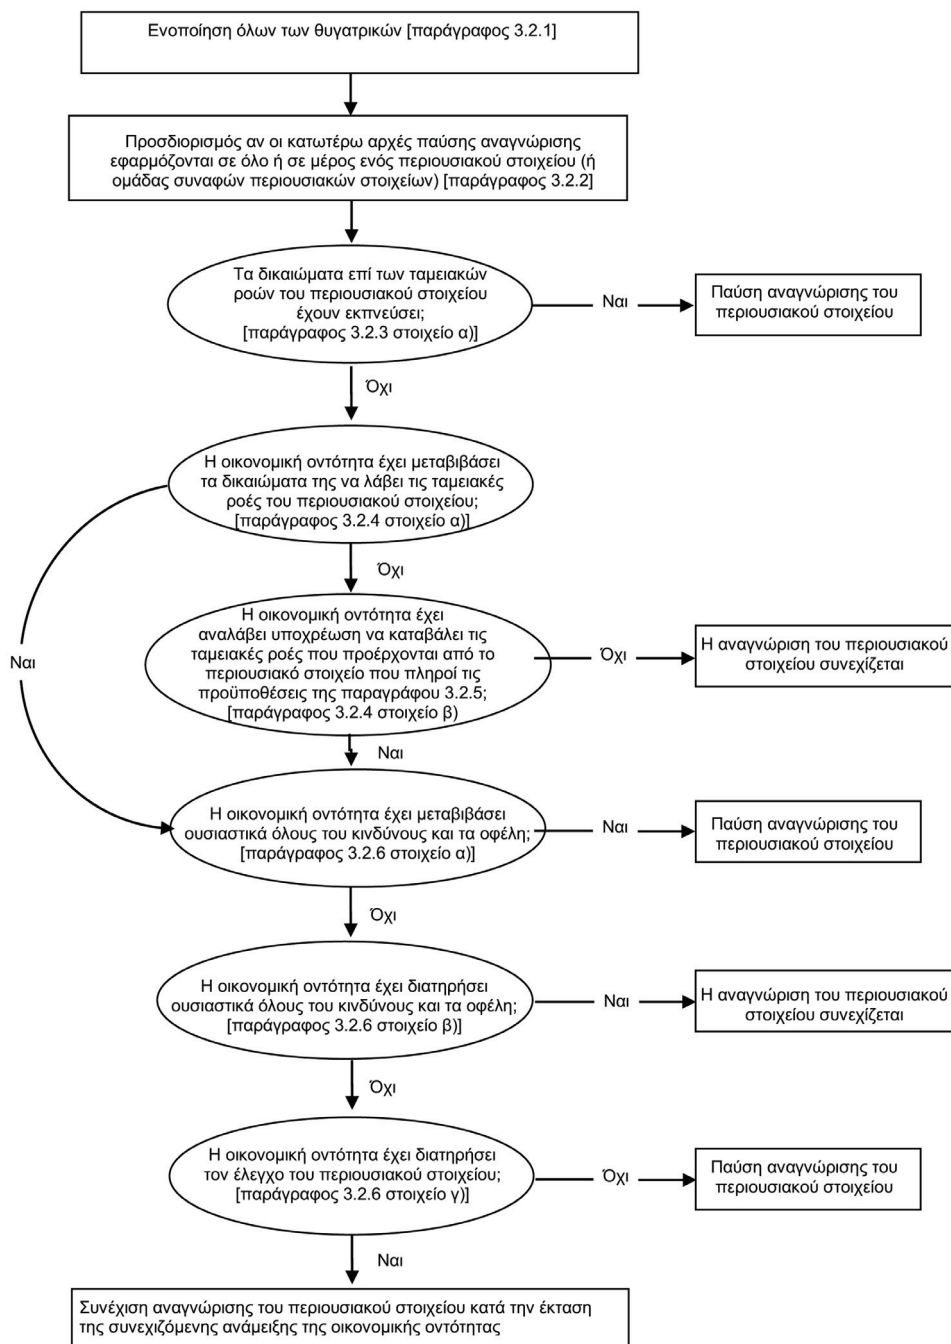 Ενοποίηση όλων των θυγατρικών [παράγραφος 3.2.1]
Προσδιορισμός αν οι κατωτέρω αρχές παύσης αναγνώρισης
εφαρμόζονται σε όλο ή σε μέρος ενός περιουσιακού στοιχείου (ή
ομάδας συναφών περιουσιακών στοιχείων) [παράγραφος 3.2.2]
Τα δικαιώματα επί των ταμειακών
ροών του περιουσιακού στοιχείου
έχουν εκπνεύσει;
[παράγραφος 3.2.3 στοιχείο α)]
Ναι
Παύση αναγνώρισης του
περιουσιακού στοιχείου
Όχι
Η οικονομική οντότητα έχει μεταβιβάσει
τα δικαιώματα της να λάβει τις ταμειακές
ροές του περιουσιακού στοιχείου;
[παράγραφος 3.2.4 στοιχείο α)]
Όχι
Ναι
Η οικονομική οντότητα έχει
αναλάβει υποχρέωση να καταβάλει τις
ταμειακές ροές που προέρχονται από το
περιουσιακό στοιχείο που πληροί τις
προϋποθέσεις της παραγράφου 3.2.5;
[παράγραφος 3.2.4 στοιχείο β)
Όχι
Η αναγνώριση του περιουσιακού
στοιχείου συνεχίζεται
Ναι
Η οικονομική οντότητα έχει μεταβιβάσει
ουσιαστικά όλους του κινδύνους και τα οφέλη;
[παράγραφος 3.2.6 στοιχείο α)]
Ναι
Παύση αναγνώρισης του
περιουσιακού στοιχείου
Όχι
Η οικονομική οντότητα έχει διατηρήσει
ουσιαστικά όλους του κινδύνους και τα οφέλη;
[παράγραφος 3.2.6 στοιχείο β)]
Ναι
Η αναγνώριση του περιουσιακού
στοιχείου συνεχίζεται
Όχι
Η οικονομική οντότητα έχει διατηρήσει
τον έλεγχο του περιουσιακού στοιχείου;
[παράγραφος 3.2.6 στοιχείο γ)]
Όχι
Παύση αναγνώρισης του
περιουσιακού στοιχείου
Ναι
Συνέχιση αναγνώρισης του περιουσιακού στοιχείου κατά την έκταση
της συνεχιζόμενης ανάμειξης της οικονομικής οντότητας